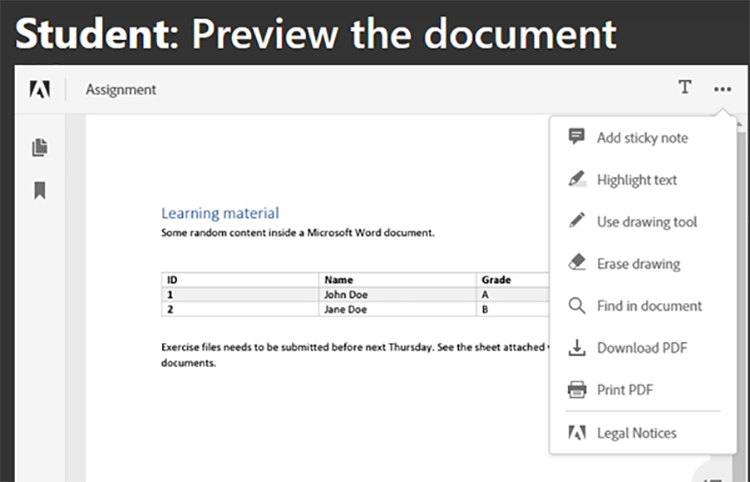 Student: Preview the document
Assignment
T
Add sticky note
Highlight text
Use drawing tool
Erase drawing
Find in document
Download PDF
Print PDF
Legal Notices
Learning material
Some random content inside a Microsoft Word document.
ID Name Grade
1 John Doe A
2 Jane Doe B
Exercise files needs to be submitted before next Thursday. See the sheet attached
documents.